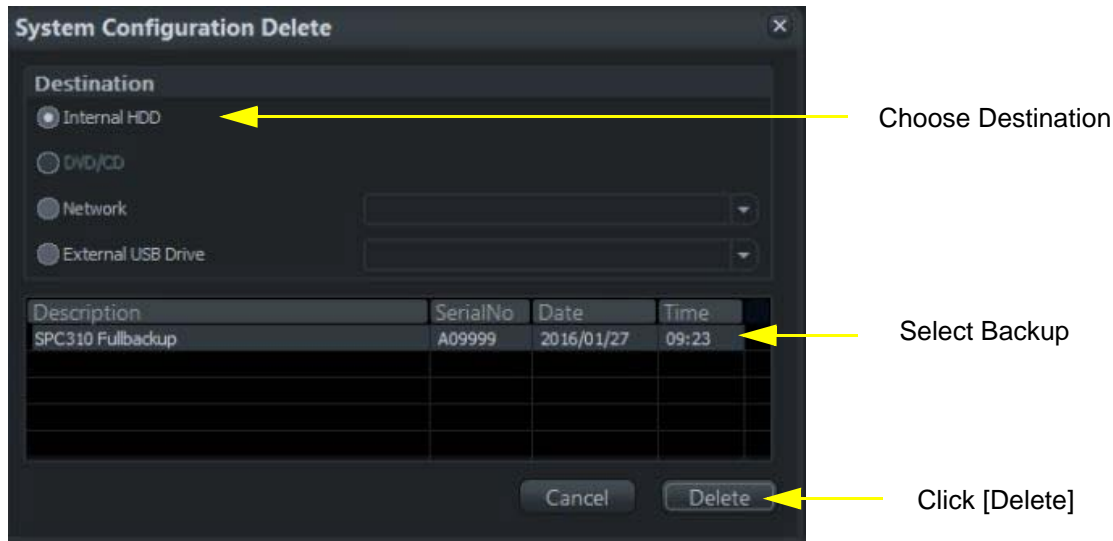 System Configuration Delete
Destination
Internal HDD
Choose Destination
DVD/CD
Network
External USB Drive
Description SerialNo Date Time
SPC310 Fullbackup A09999 2016/01/27 09:23
Select Backup
Cancel Delete
Click [Delete]